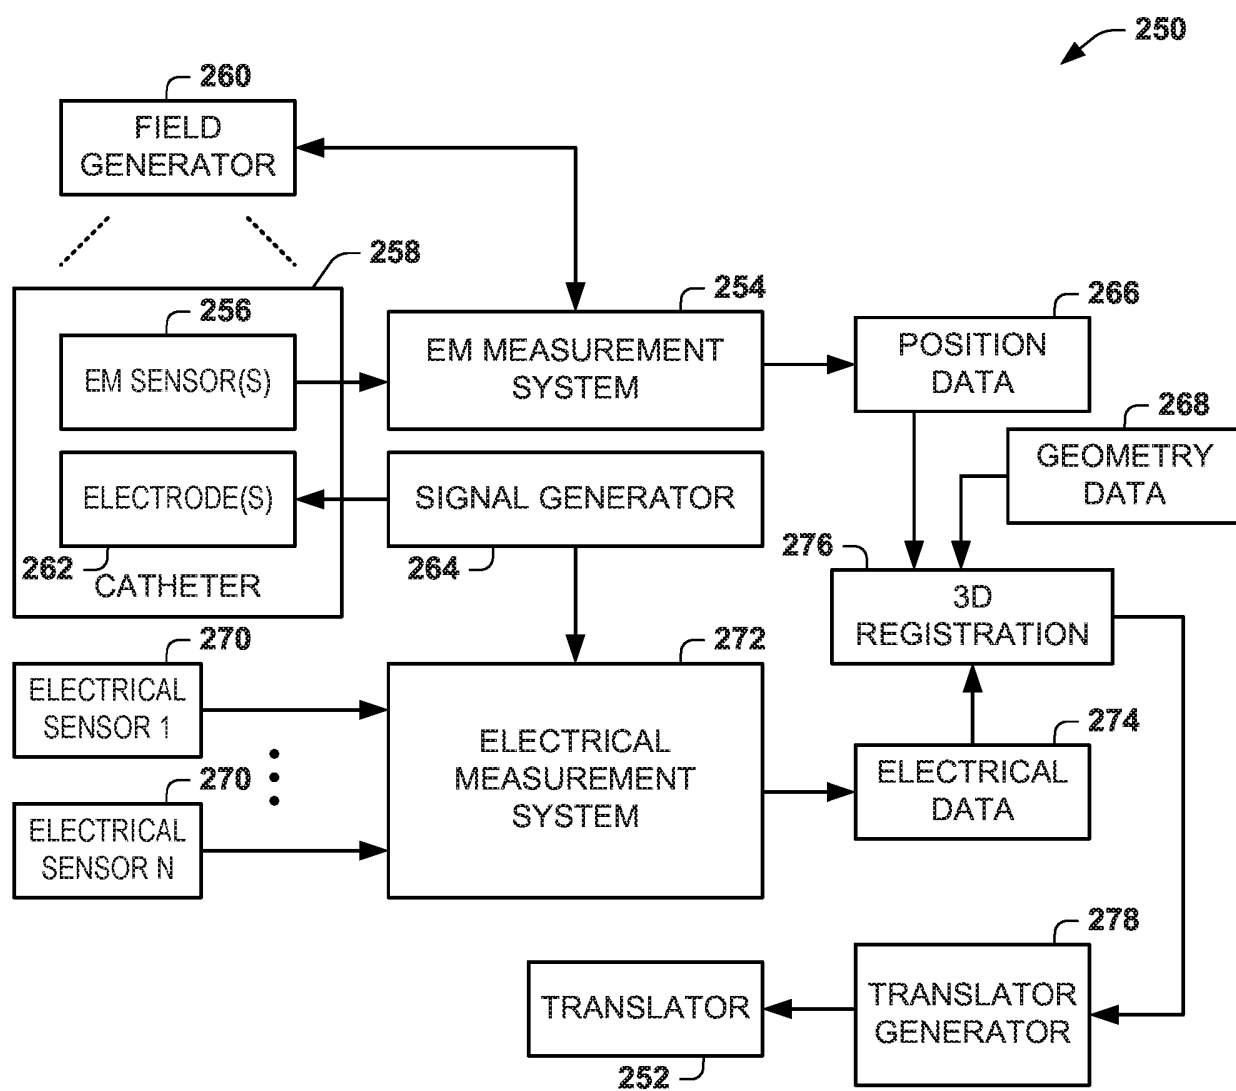 250
260
FIELD
GENERATOR
258
256
EM SENSOR(S)
254
EM MEASUREMENT
SYSTEM
266
POSITION
DATA
268
GEOMETRY
DATA
ELECTRODE(S)
262
CATHETER
SIGNAL GENERATOR
264
276
3D
REGISTRATION
270
ELECTRICAL
SENSOR 1
270
ELECTRICAL
SENSOR N
272
ELECTRICAL
MEASUREMENT
SYSTEM
274
ELECTRICAL
DATA
278
TRANSLATOR
GENERATOR
TRANSLATOR
252